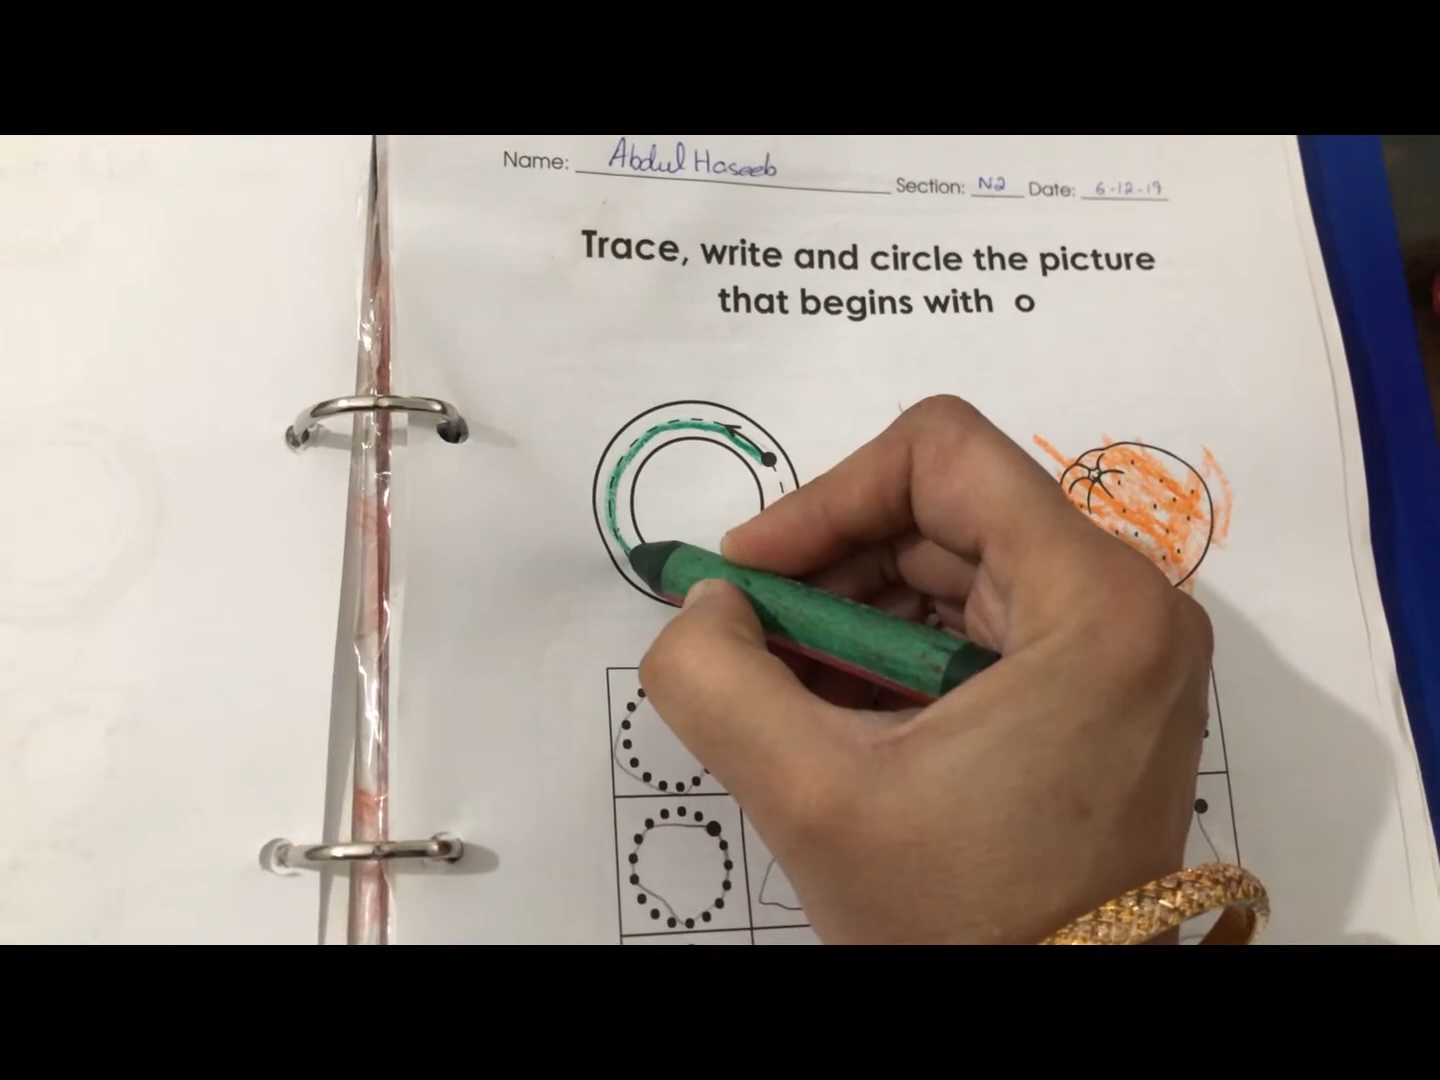 Name: Abdul Haseeb Section: N2 Date: 6-12-19
Trace, write and circle the picture
that begins with o